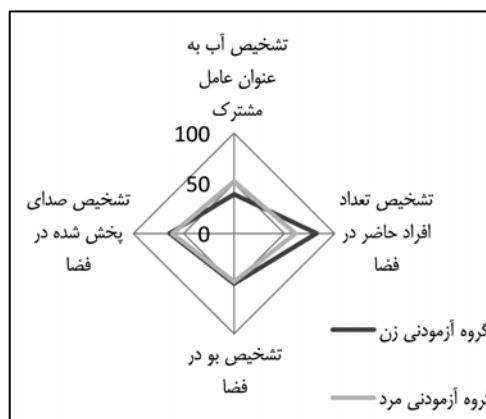 تشخیص آب به
عنوان عامل
مشترک
100
50
0
تشخیص تعداد
افراد حاضر در
فضا
تشخیص صدای
پخش شده در
فضا
تشخیص بو در
فضا
گروه آزمودنی زن
گروه آزمودنی مرد